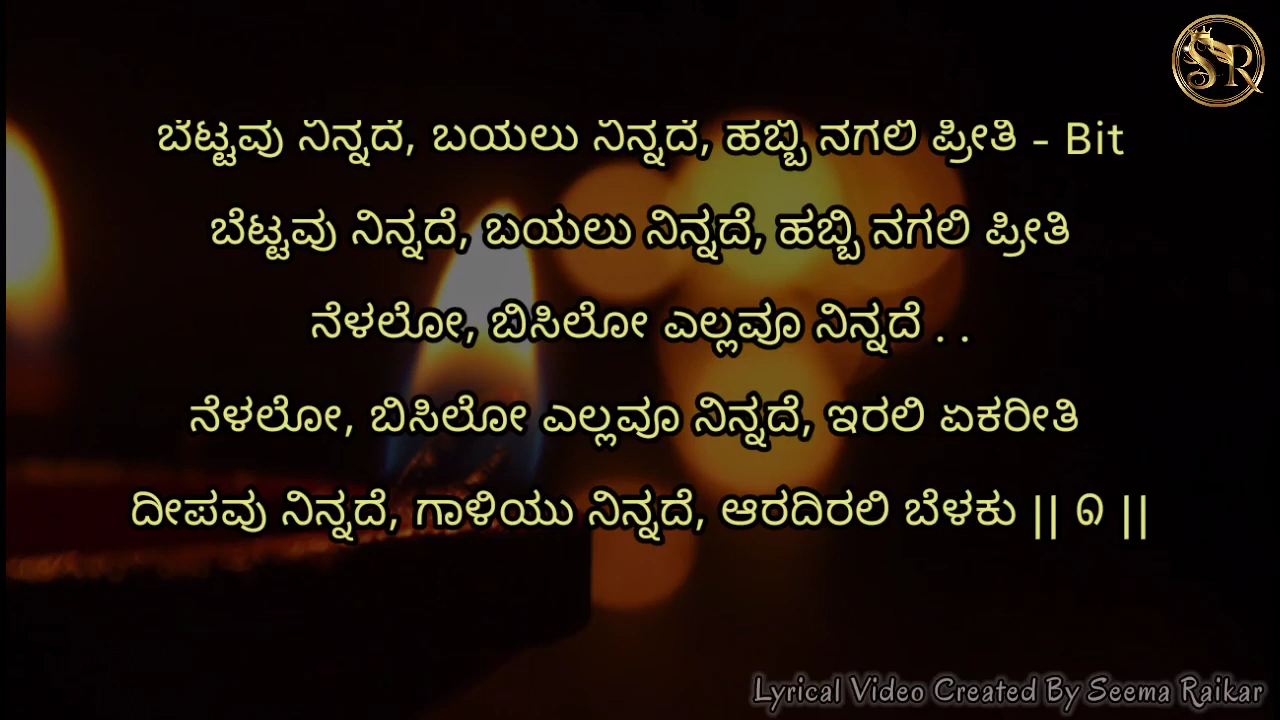 SR
ಬೆಟ್ಟವು ನಿನ್ನದೆ, ಬಯಲು ನಿನ್ನದೆ, ಹಬ್ಬಿ ನಗಲಿ ಪ್ರೀತಿ - Bit
ಬೆಟ್ಟವು ನಿನ್ನದೆ, ಬಯಲು ನಿನ್ನದೆ, ಹಬ್ಬಿ ನಗಲಿ ಪ್ರೀತಿ
ನೆಳಲೋ, ಬಿಸಿಲೋ ಎಲ್ಲವೂ ನಿನ್ನದೆ . .
ನೆಳಲೋ, ಬಿಸಿಲೋ ಎಲ್ಲವೂ ನಿನ್ನದೆ, ಇರಲಿ ಏಕರೀತಿ
ದೀಪವು ನಿನ್ನದೆ, ಗಾಳಿಯು ನಿನ್ನದೆ, ಆರದಿರಲಿ ಬೆಳಕು || ೧ ||
Lyrical Video Created By Seema Raikar